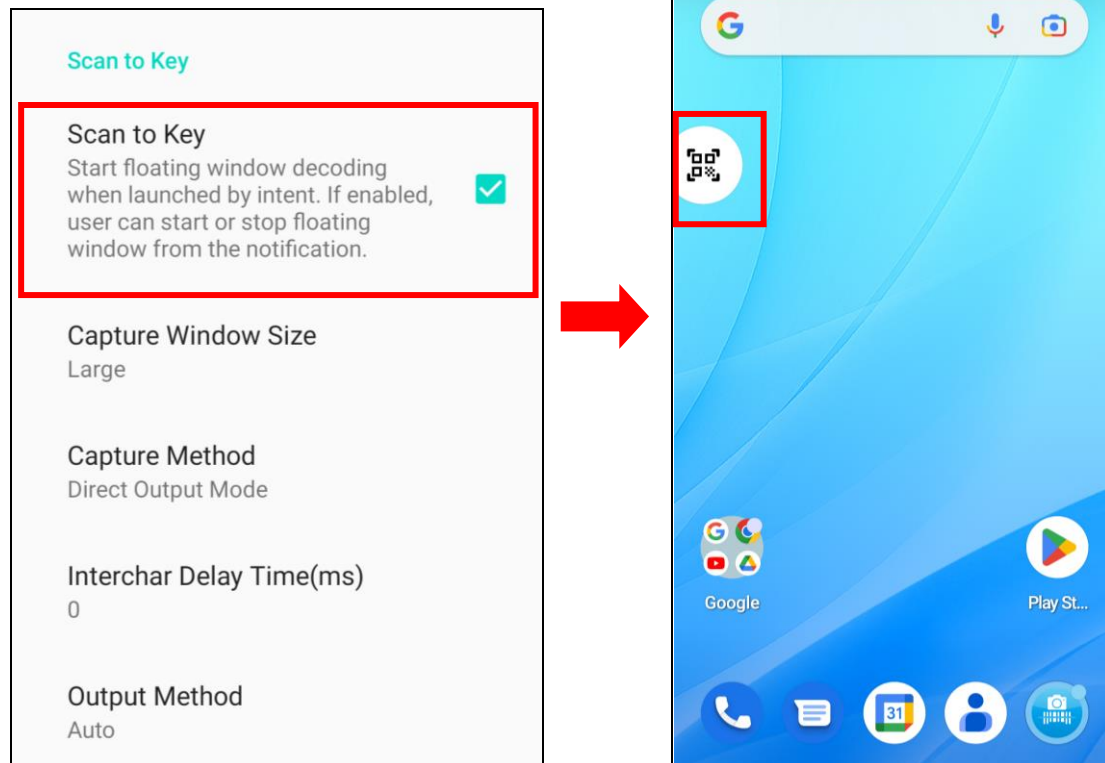 Scan to Key
Scan to Key
Start floating window decoding
when launched by intent. If enabled,
user can start or stop floating
window from the notification.
Capture Window Size
Large
Capture Method
Direct Output Mode
Interchar Delay Time(ms)
0
Output Method
Auto
Google
Play St...
31